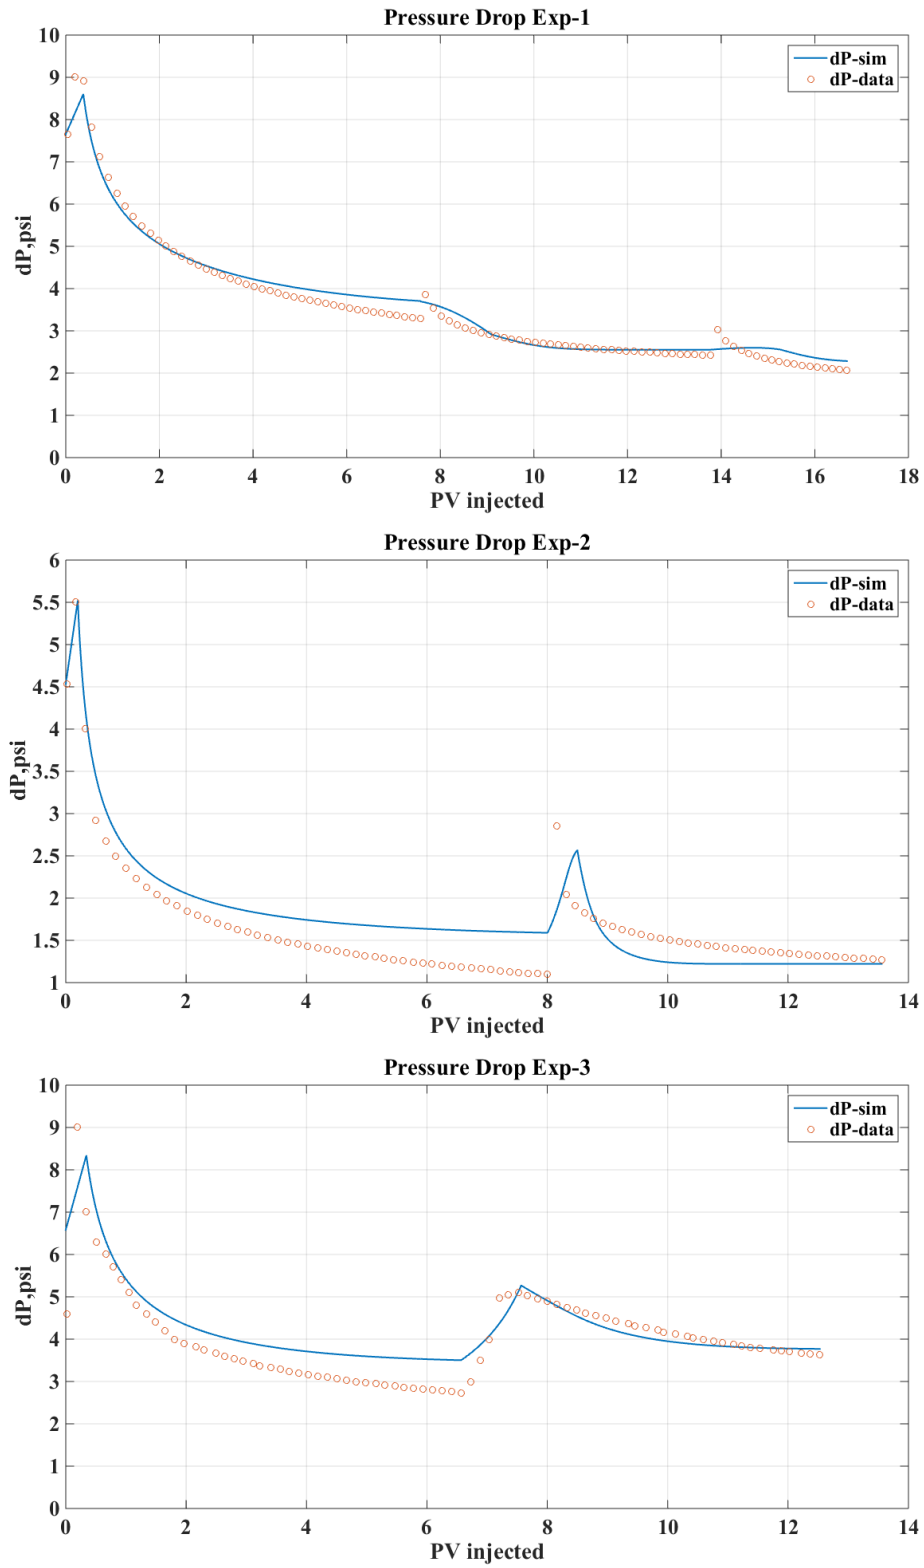 Pressure Drop Exp-1
10
9
8
7
6
5
4
3
2
1
0
dP,psi
dP-sim
dP-data
0 2 4 6 8 10 12 14 16 18
PV injected
Pressure Drop Exp-2
6
5.5
5
4.5
4
3.5
3
2.5
2
1.5
1
dP,psi
dP-sim
dP-data
0 2 4 6 8 10 12 14
PV injected
Pressure Drop Exp-3
10
9
8
7
6
5
4
3
2
1
0
dP,psi
dP-sim
dP-data
0 2 4 6 8 10 12 14
PV injected